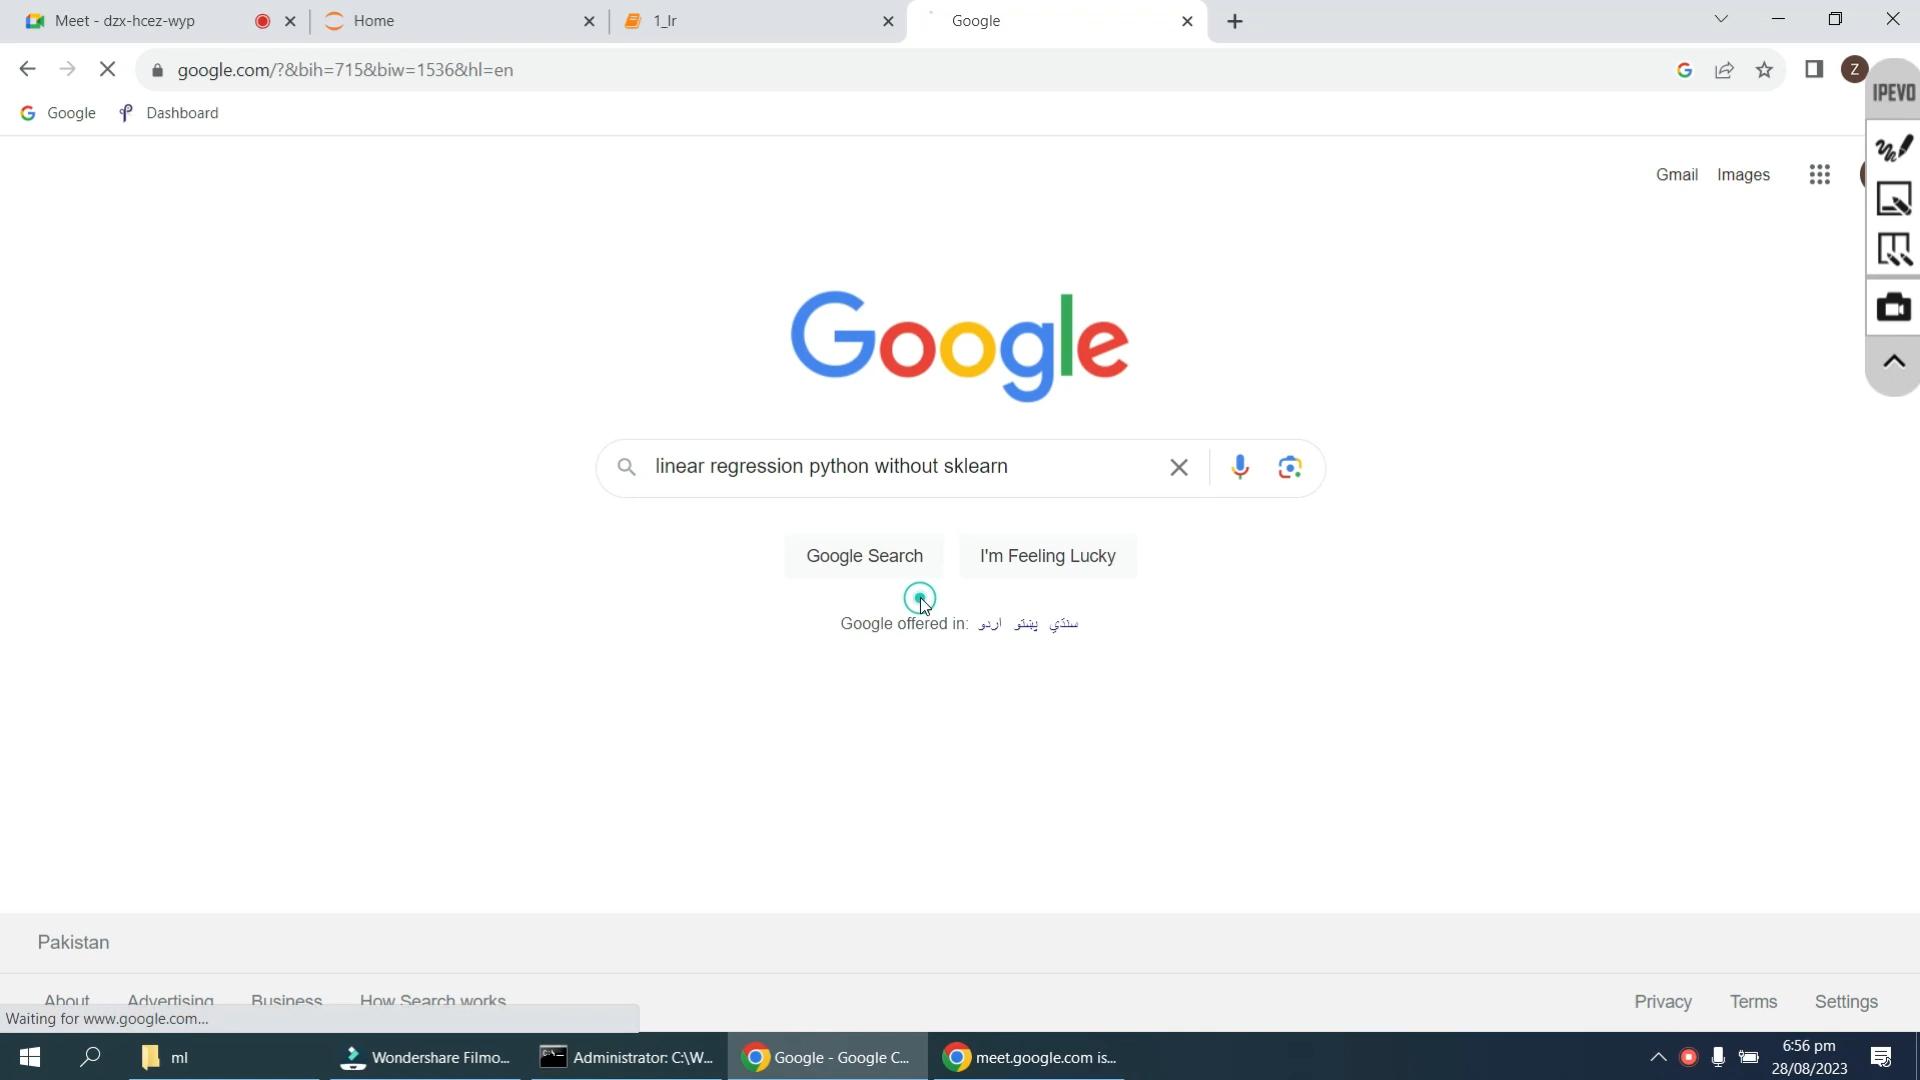 Meet - dzx-hcez-wyp
Home
1_lr
Google
google.com/?&bih=715&biw=1536&hl=en
Z
IPEVO
Google
Dashboard
Gmail Images
Google
linear regression python without sklearn
Google Search
I'm Feeling Lucky
Google offered in: اردو پښتو سنڌي
Pakistan
About Advertising Business How Search works
Privacy Terms Settings
Waiting for www.google.com...
ml
Wondershare Filmo...
Administrator: C:\W...
Google - Google C...
meet.google.com is...
6:56 pm
28/08/2023